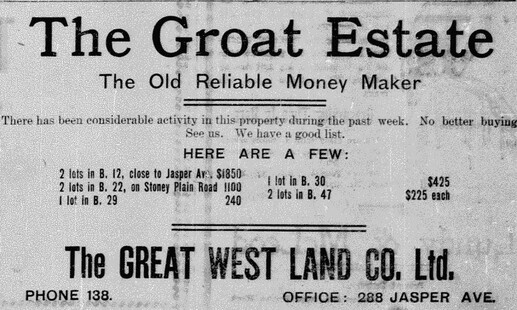 The Groat Estate
The Old Reliable Money Maker
There has been considerable activity in this property during the past week. No better buying
See us. We have a good list.
HERE ARE A FEW:
2 lots in B. 12, close to Jasper Av. $1850
2 lots in B. 22, on Stoney Plain Road 1100
1 lot in B. 29 240
1 lot in B. 30 $425
2 lots in B. 47 $225 each
The GREAT WEST LAND CO. Ltd.
PHONE 138. OFFICE: 288 JASPER AVE.